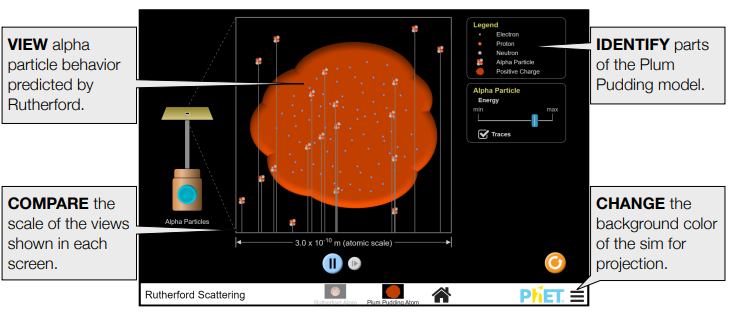 VIEW alpha
particle behavior
predicted by
Rutherford.
COMPARE the
scale of the views
shown in each
screen.
Alpha Particles
3.0 x 10⁻¹⁰ m (atomic scale)
Legend
Electron
Proton
Neutron
Alpha Particle
Positive Charge
Alpha Particle
Energy
min max
Traces
IDENTIFY parts
of the Plum
Pudding model.
CHANGE the
background color
of the sim for
projection.
Rutherford Scattering
Rutherford Atom
Plum Pudding Atom
PhET